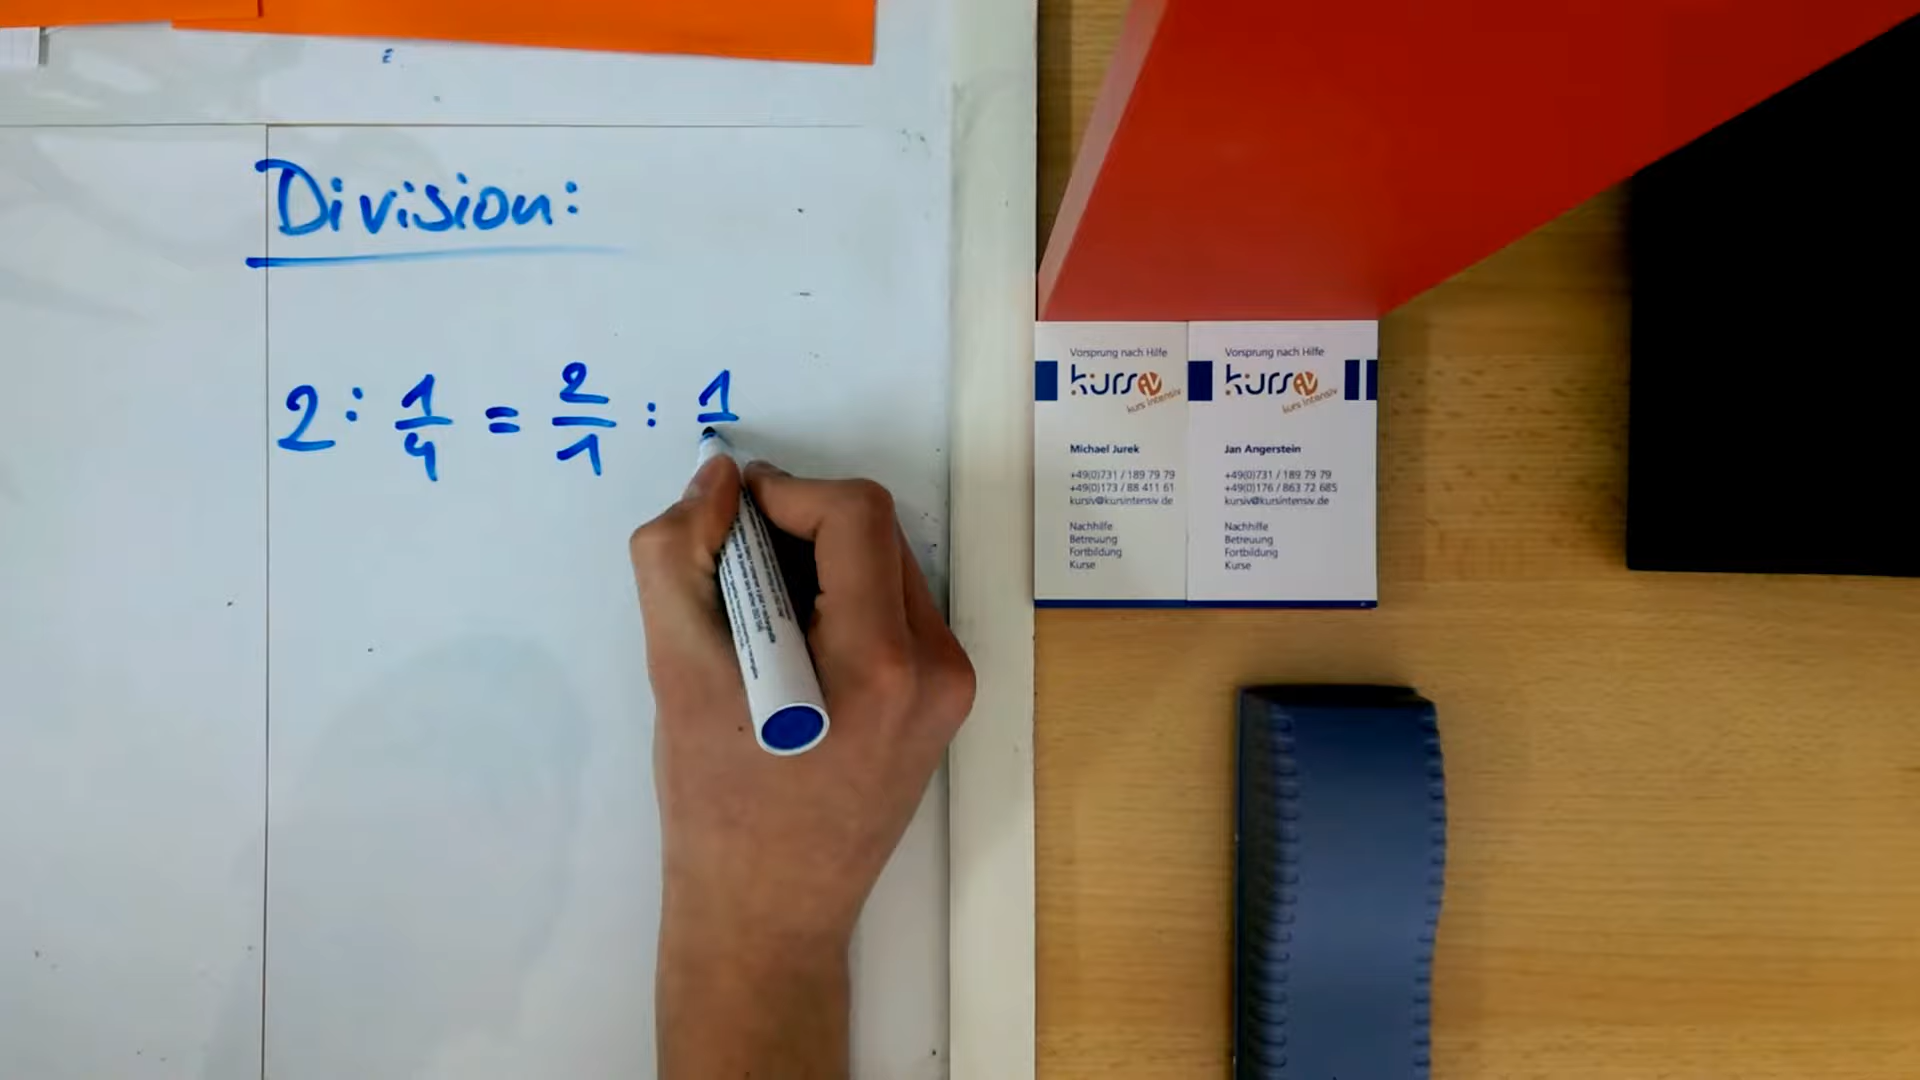 Division:
2 : 1/4 = 2/1 : 1
Vorsprung nach Hilfe
kursiv
kurs intensiv
Michael Jurek
+49(0)731 / 189 79 79
+49(0)173 / 88 411 61
kursiv@kursintensiv.de
Nachhilfe
Betreuung
Fortbildung
Kurse
Vorsprung nach Hilfe
kursiv
kurs intensiv
Jan Angerstein
+49(0)731 / 189 79 79
+49(0)176 / 863 72 685
kursiv@kursintensiv.de
Nachhilfe
Betreuung
Fortbildung
Kurse